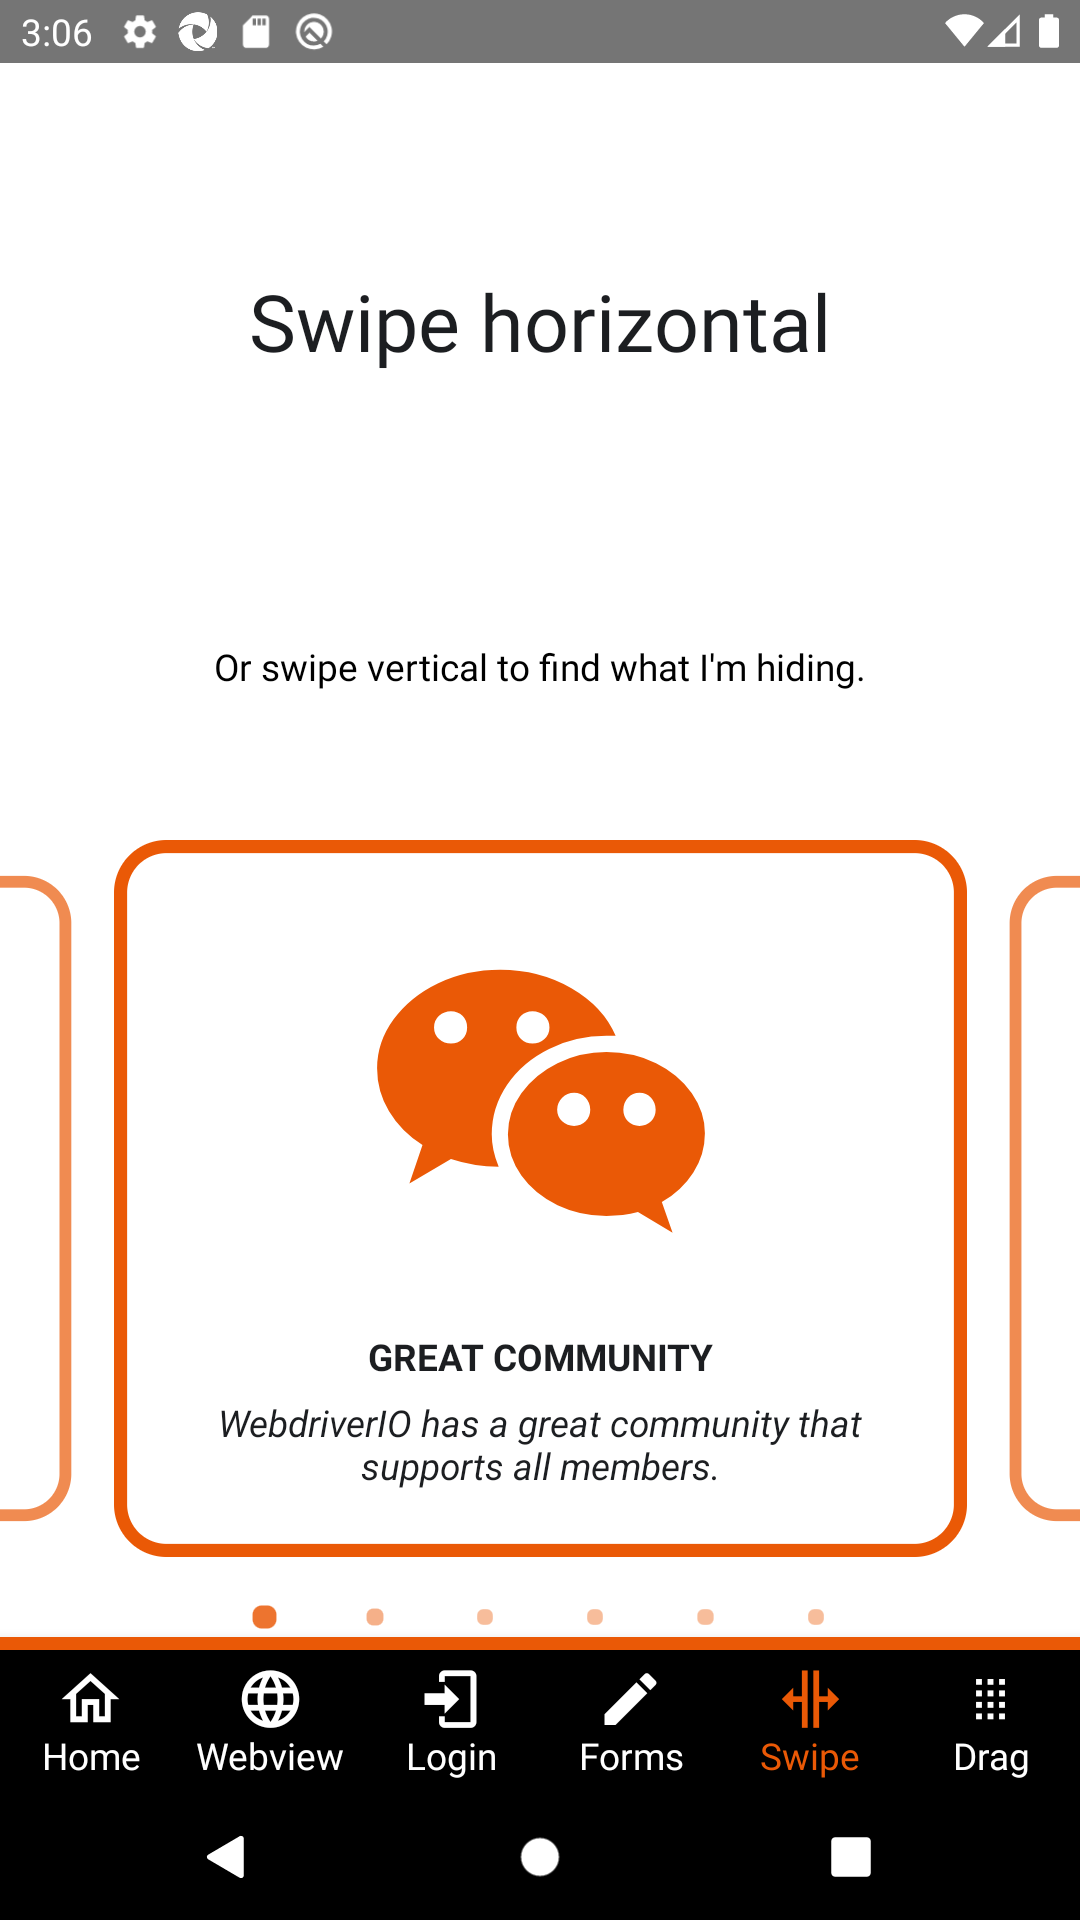 3:06
Swipe horizontal
Or swipe vertical to find what I'm hiding.
GREAT COMMUNITY
WebdriverIO has a great community that
supports all members.
Home Webview Login Forms Swipe Drag